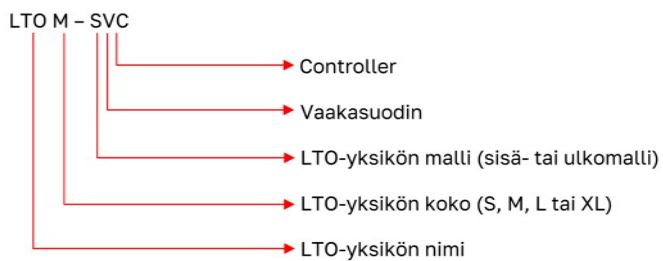 LTO M – SVC
Controller
Vaakasuodin
LTO-yksikön malli (sisä- tai ulkomalli)
LTO-yksikön koko (S, M, L tai XL)
LTO-yksikön nimi